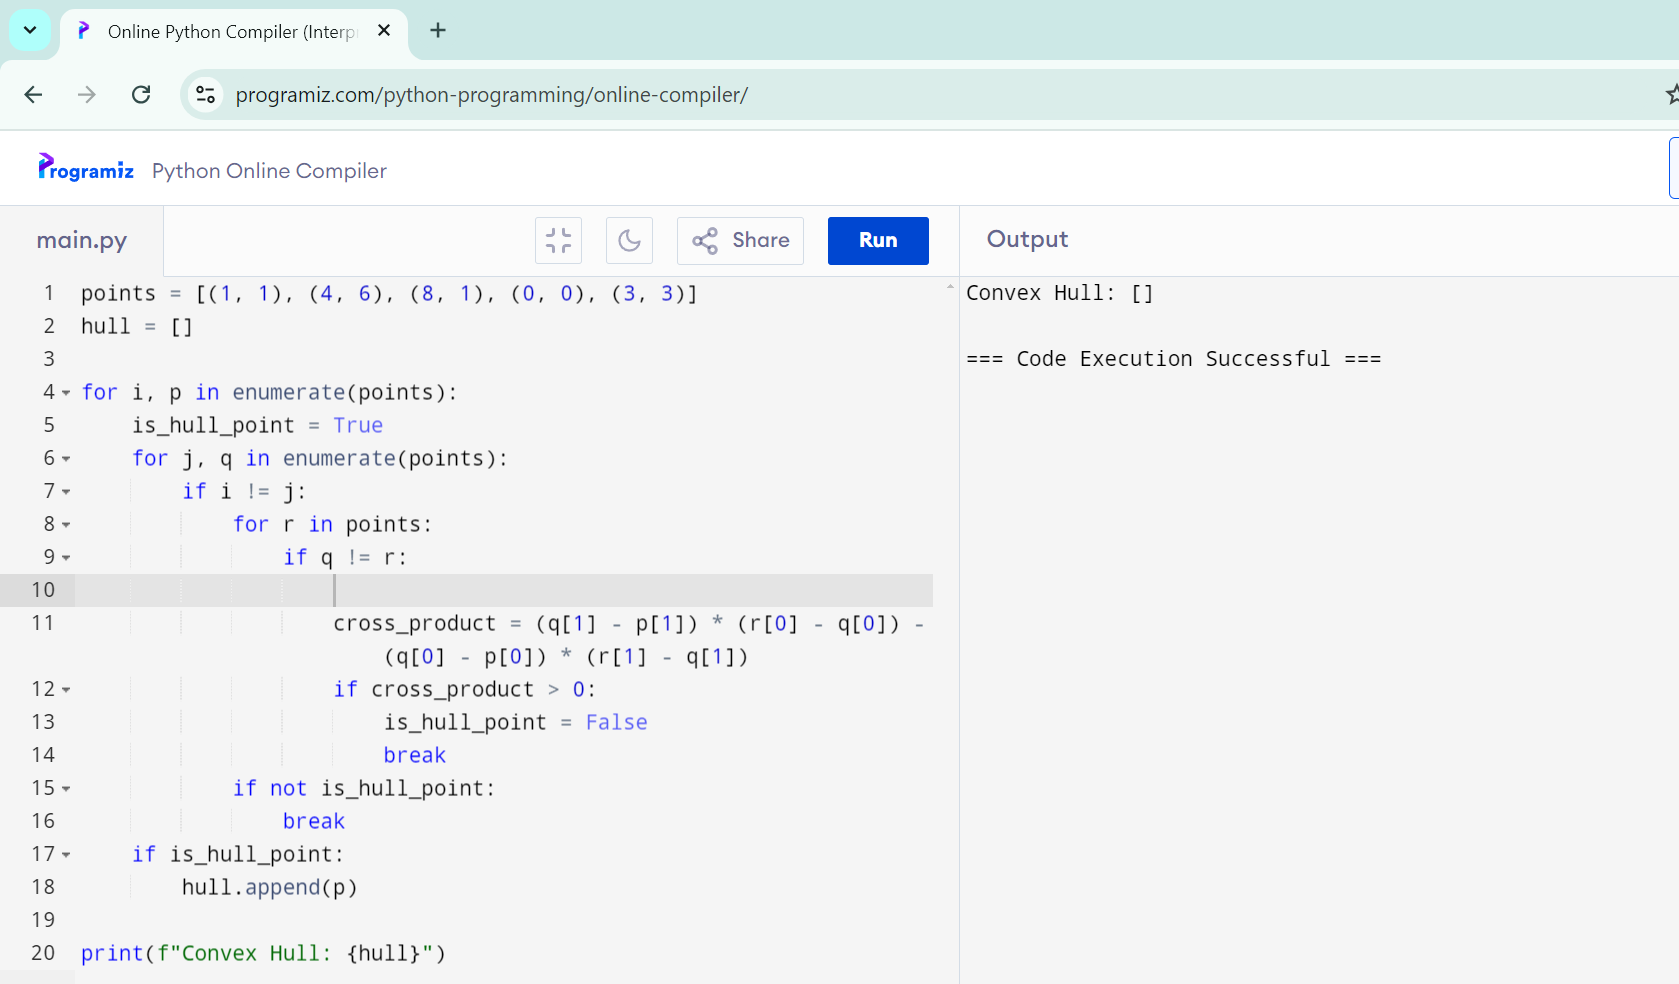 Online Python Compiler (Interp
programiz.com/python-programming/online-compiler/
Programiz Python Online Compiler
main.py Share Run Output
1 points = [(1, 1), (4, 6), (8, 1), (0, 0), (3, 3)]
2 hull = []
3
4 for i, p in enumerate(points):
5     is_hull_point = True
6     for j, q in enumerate(points):
7         if i != j:
8             for r in points:
9                 if q != r:
10
11                     cross_product = (q[1] - p[1]) * (r[0] - q[0]) -
                        (q[0] - p[0]) * (r[1] - q[1])
12                     if cross_product > 0:
13                         is_hull_point = False
14                         break
15             if not is_hull_point:
16                 break
17     if is_hull_point:
18         hull.append(p)
19
20 print(f"Convex Hull: {hull}")
Convex Hull: []
=== Code Execution Successful ===